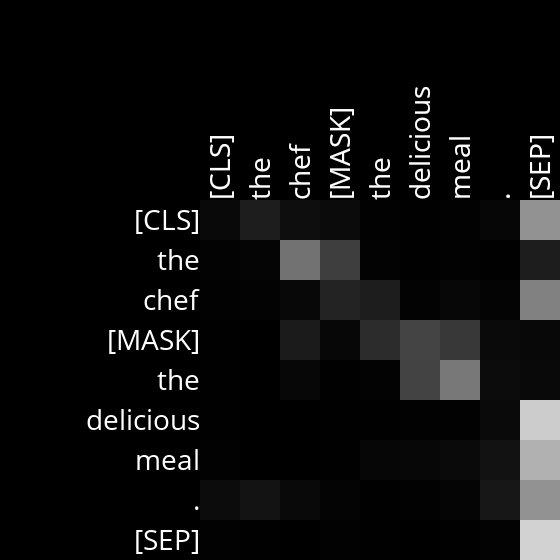 [CLS] the chef [MASK] the delicious meal . [SEP]
[CLS]
the
chef
[MASK]
the
delicious
meal
.
[SEP]